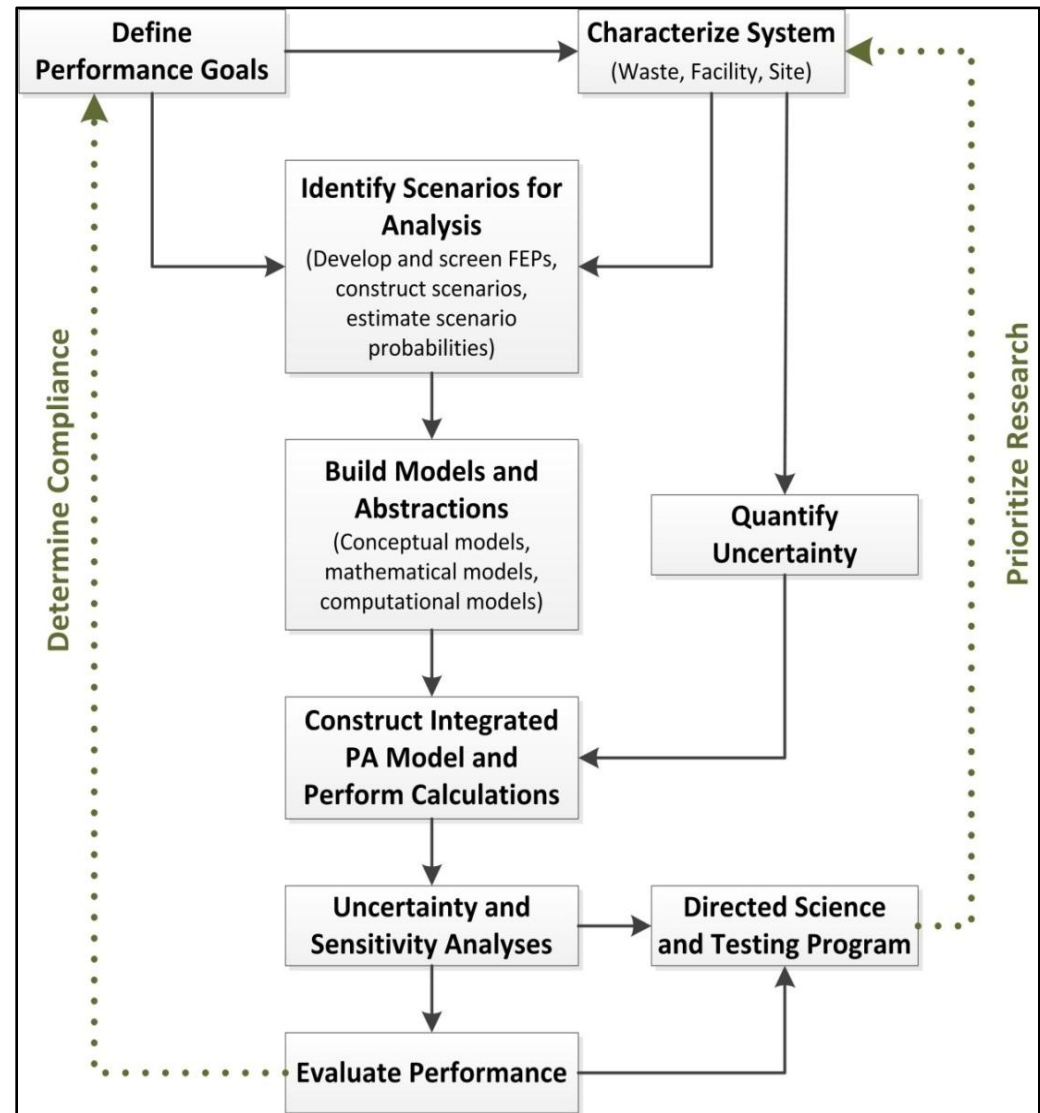 Define
Performance Goals
Characterize System
(Waste, Facility, Site)
Identify Scenarios for
Analysis
(Develop and screen FEPs,
construct scenarios,
estimate scenario
probabilities)
Build Models and
Abstractions
(Conceptual models,
mathematical models,
computational models)
Quantify
Uncertainty
Construct Integrated
PA Model and
Perform Calculations
Uncertainty and
Sensitivity Analyses
Directed Science
and Testing Program
Evaluate Performance
Determine Compliance
Prioritize Research